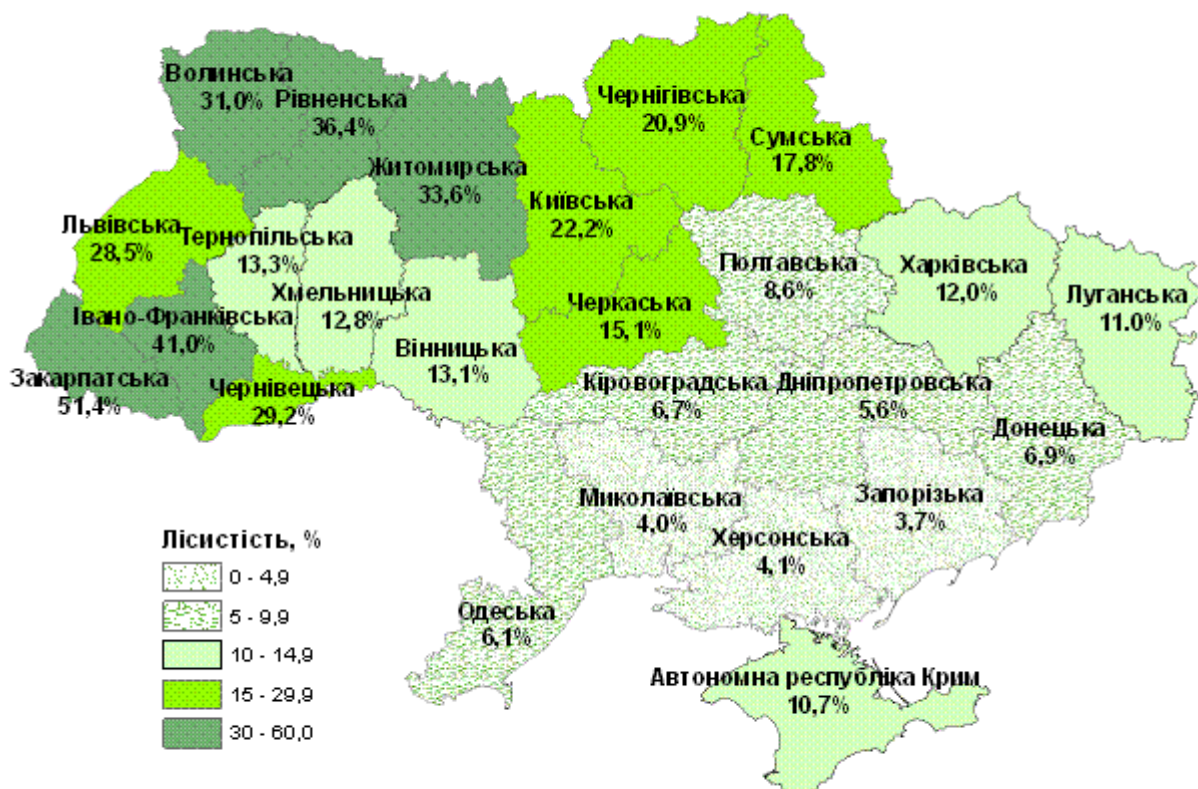 Волинська
31,0%
Рівненська
36,4%
Житомирська
33,6%
Чернігівська
20,9%
Сумська
17,8%
Київська
22,2%
Львівська
28,5%
Тернопільська
13,3%
Хмельницька
12,8%
Івано-Франківська
41,0%
Закарпатська
51,4%
Чернівецька
29,2%
Вінницька
13,1%
Черкаська
15,1%
Полтавська
8,6%
Харківська
12,0%
Луганська
11.0%
Кіровоградська
6,7%
Дніпропетровська
5,6%
Донецька
6,9%
Миколаївська
4,0%
Запорізька
3,7%
Херсонська
4,1%
Одеська
6,1%
Автономна республіка Крим
10,7%
Лісистість, %
0 - 4,9
5 - 9,9
10 - 14,9
15 - 29,9
30 - 60,0